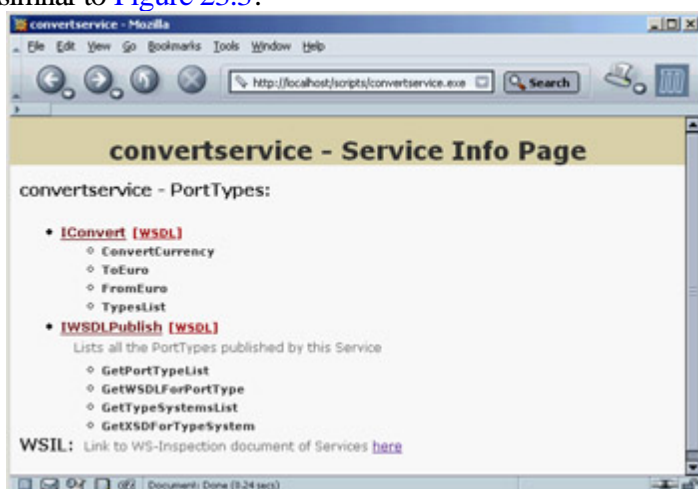 similar to Figure 23.3.
convertservice - Mozilla
File Edit View Go Bookmarks Tools Window Help
http://localhost/scripts/convertservice.exe Search
convertservice - Service Info Page
convertservice - PortTypes:
IConvert [WSDL]
ConvertCurrency
ToEuro
FromEuro
TypesList
IWSDLPublish [WSDL]
Lists all the PortTypes published by this Service
GetPortTypeList
GetWSDLForPortType
GetTypeSystemsList
GetXSDForTypeSystem
WSIL: Link to WS-Inspection document of Services here
Document: Done (0.24 secs)